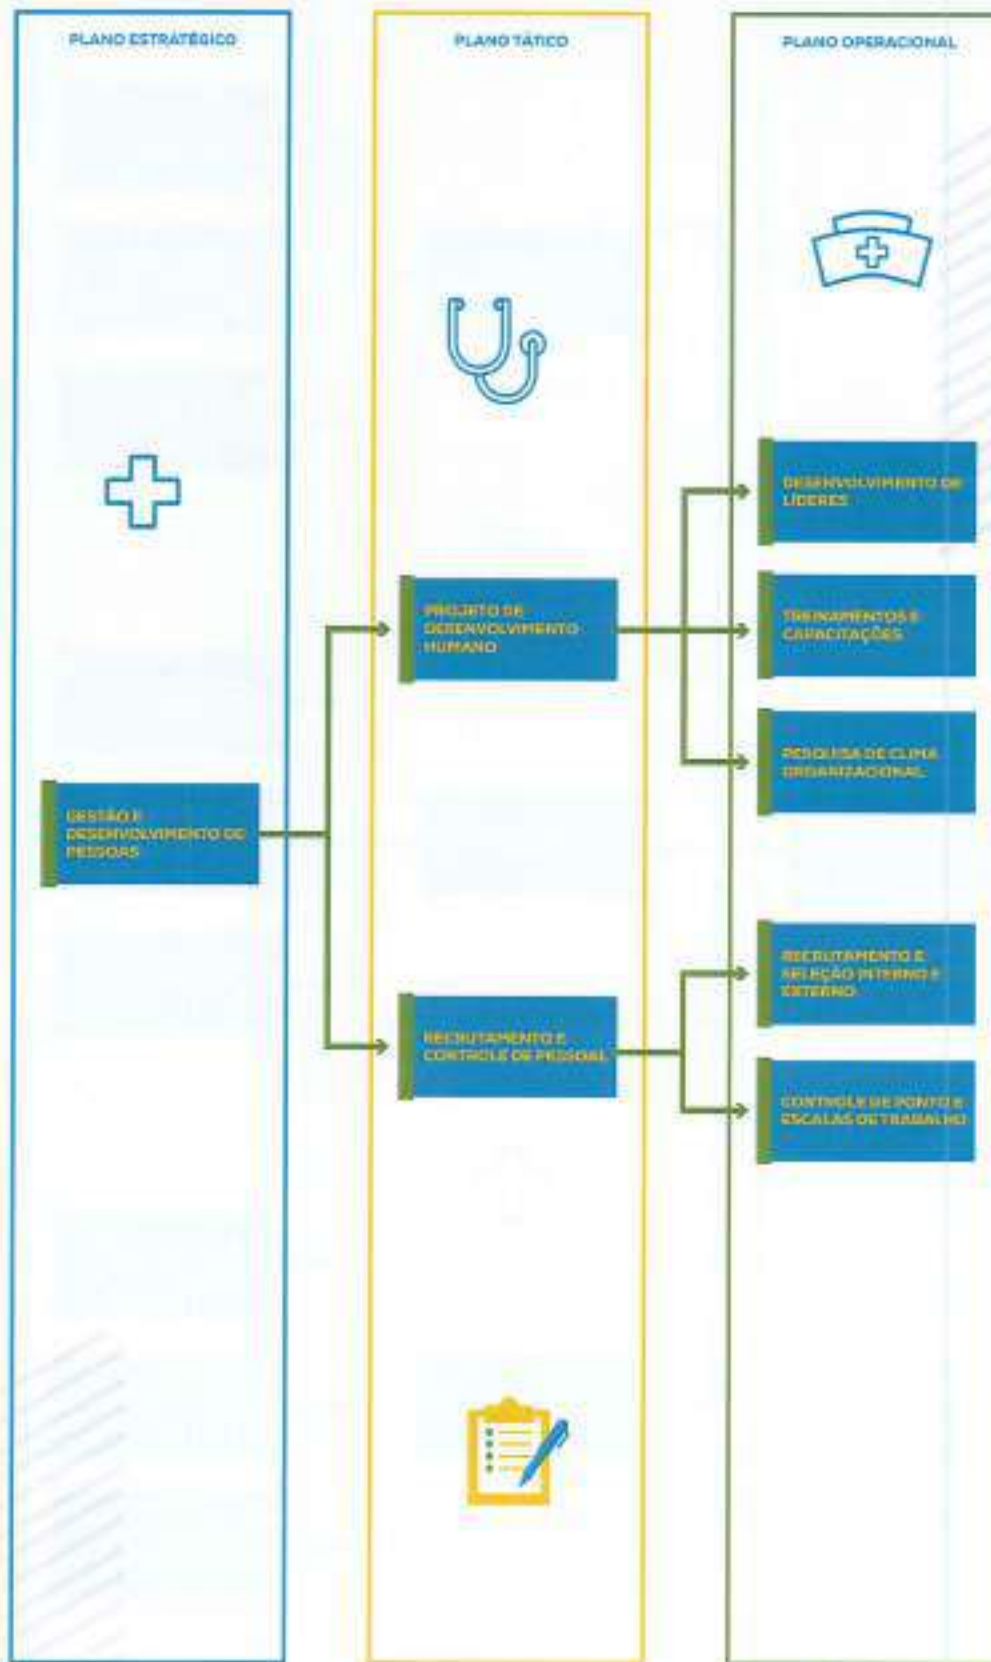 PLANO ESTRATÉGICO
GESTÃO E
DESENVOLVIMENTO DE
PESSOAS
PLANO TÁTICO
PROJETO DE
DESENVOLVIMENTO
HUMANO
RECRUTAMENTO E
CONTROLE DE PESSOAL
PLANO OPERACIONAL
DESENVOLVIMENTO DE
LÍDERES
TREINAMENTOS E
CAPACITAÇÕES
PESQUISA DE CLIMA
ORGANIZACIONAL
RECRUTAMENTO E
SELEÇÃO INTERNO E
EXTERNO
CONTROLE DE PONTO E
ESCALAS DE TRABALHO